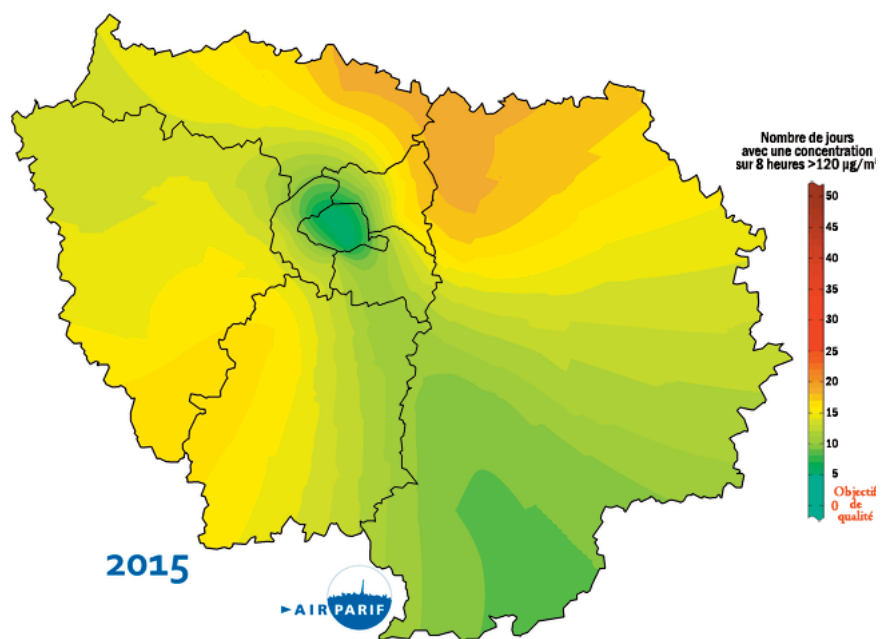 Nombre de jours
avec une concentration
sur 8 heures >120 µg/m³
50
45
40
35
30
25
20
15
10
5
0
Objectif
de
qualité
2015
AIRPARIF